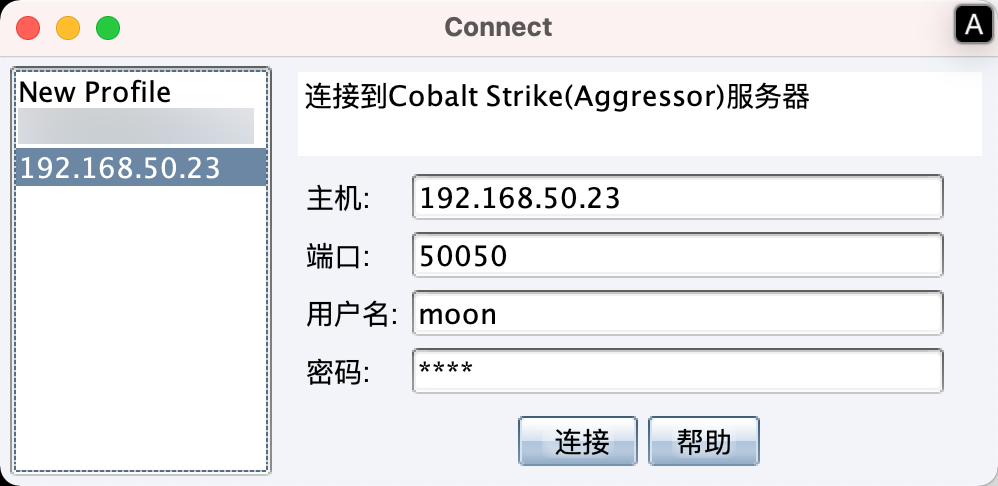 Connect
A
New Profile
192.168.50.23
连接到Cobalt Strike(Aggressor)服务器
主机: 192.168.50.23
端口: 50050
用户名: moon
密码: ****
连接 帮助